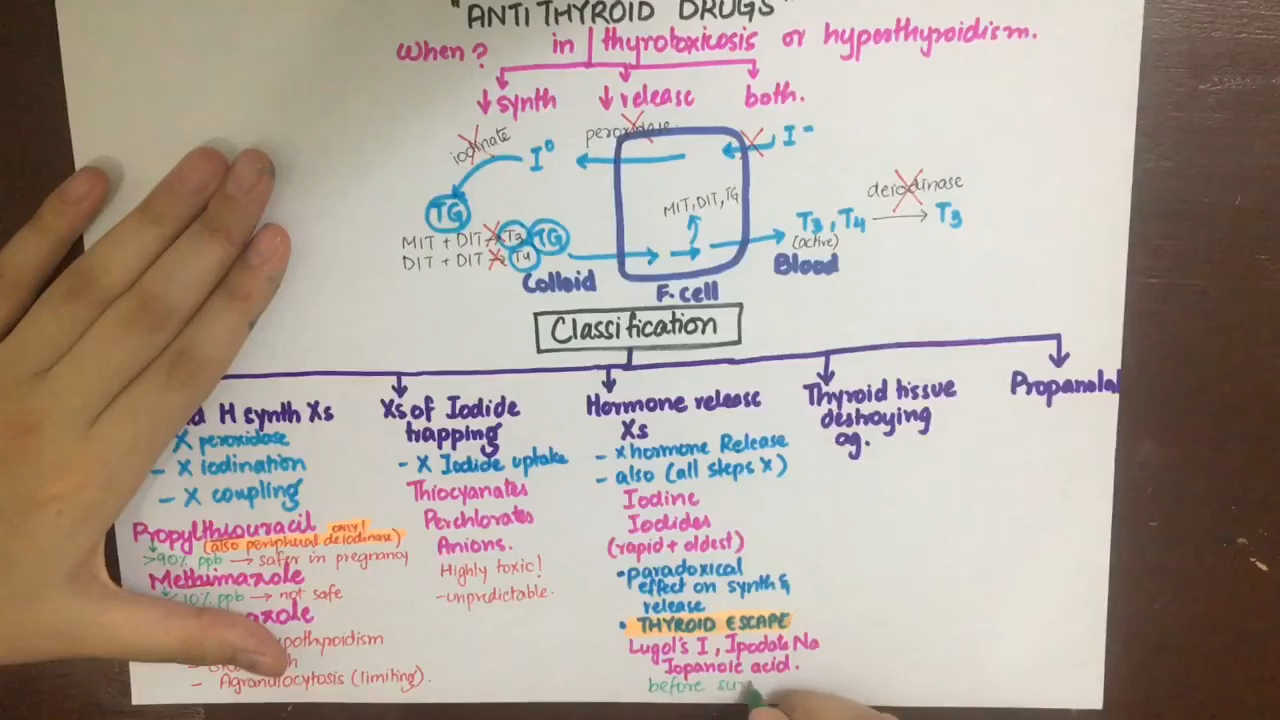 "ANTITHYROID DRUGS"
When? in thyrotoxicosis or hyperthyroidism.
↓synth ↓release both.
iodinate
peroxidase
I°
I⁻
TG
MIT, DIT, TG
deiodinase
MIT + DIT → T3 TG
DIT + DIT → T4
T3, T4 → T3
(active)
Colloid
F. cell
Blood
Classification
H synth Xs
X peroxidase
- X iodination
- X coupling
Propylthiouracil ONLY!
(also peripheral deiodinase)
>90% ppb → safer in pregnancy
Methimazole
10% ppb → not safe
azole
pothyroidism
- Agranulocytosis (limiting).
Xs of Iodide
trapping
- X Iodide uptake
Thiocyanates
Perchlorates
Anions.
Highly toxic!
-unpredictable.
Hormone release
Xs
- x hormone Release
- also (all steps x)
Iodine
Iodides
(rapid + oldest)
• paradoxical
effect on synth &
release
• THYROID ESCAPE
Lugol's I, Ipodate Na
Iopanoic acid.
before sur
Thyroid tissue
destroying
ag.
Propanolal